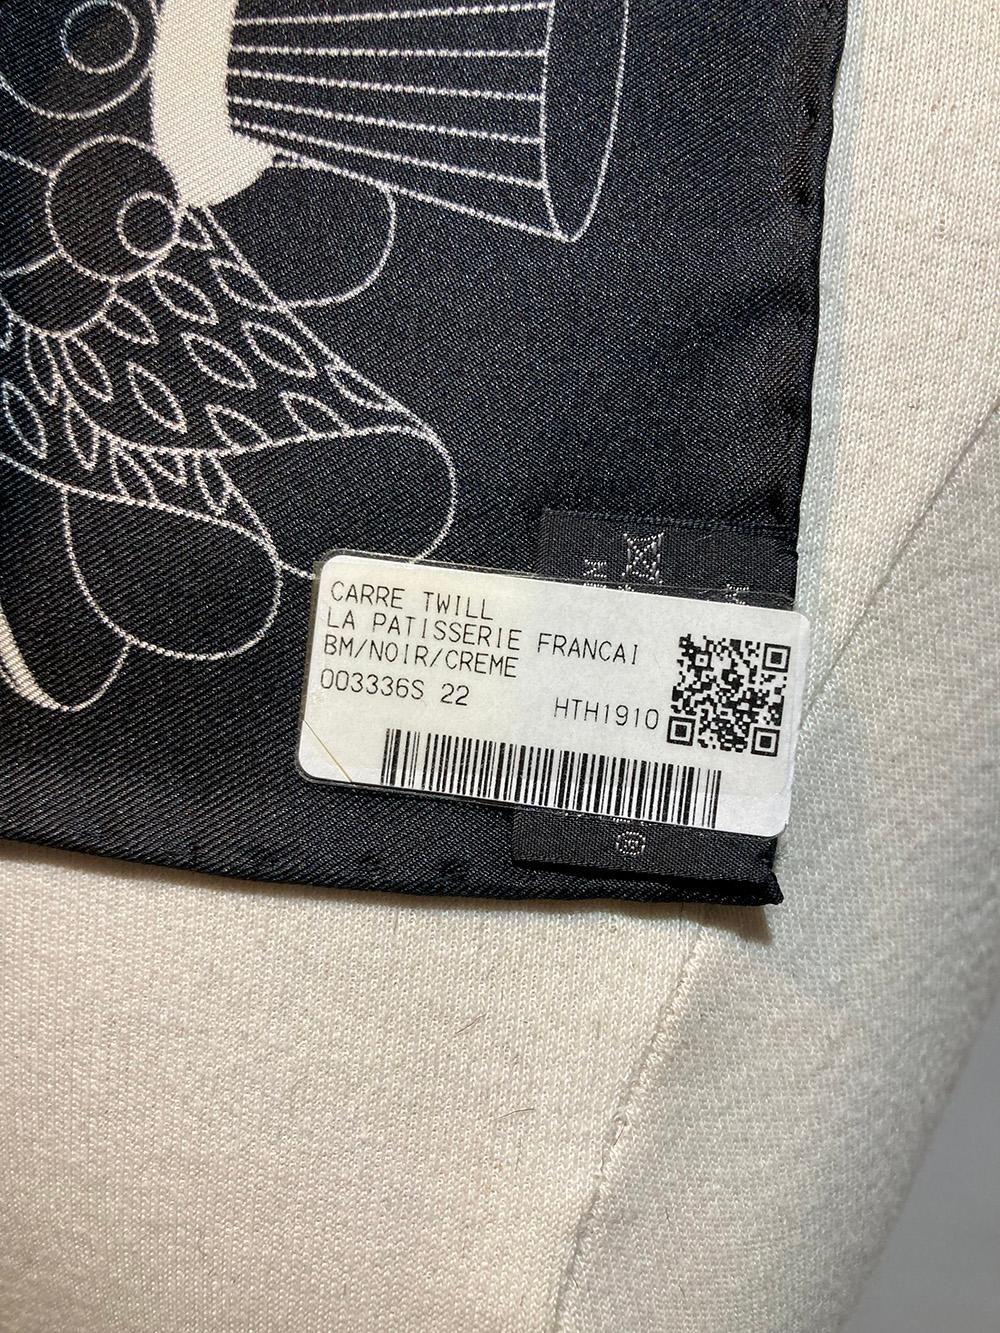 CARRE TWILL
LA PATISSERIE FRANCAI
BM/NOIR/CREME
003336S 22
HTH1910